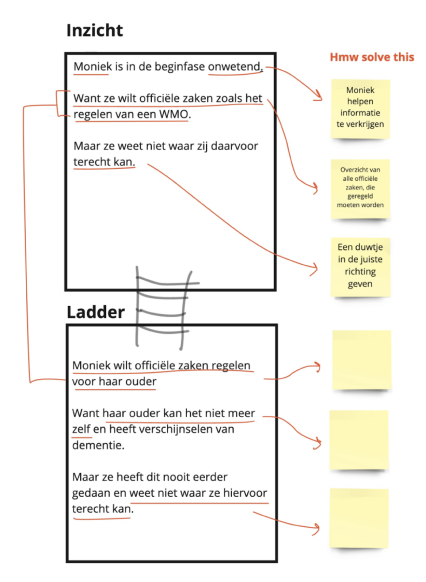 Inzicht
Moniek is in de beginfase onwetend.
Want ze wilt officiële zaken zoals het
regelen van een WMO.
Maar ze weet niet waar zij daarvoor
terecht kan.
Hmw solve this
Moniek
helpen
informatie
te verkrijgen
Overzicht van
alle officiële
zaken, die
geregeld
moeten worden
Een duwtje
in de juiste
richting
geven
Ladder
Moniek wilt officiële zaken regelen
voor haar ouder
Want haar ouder kan het niet meer
zelf en heeft verschijnselen van
dementie.
Maar ze heeft dit nooit eerder
gedaan en weet niet waar ze hiervoor
terecht kan.